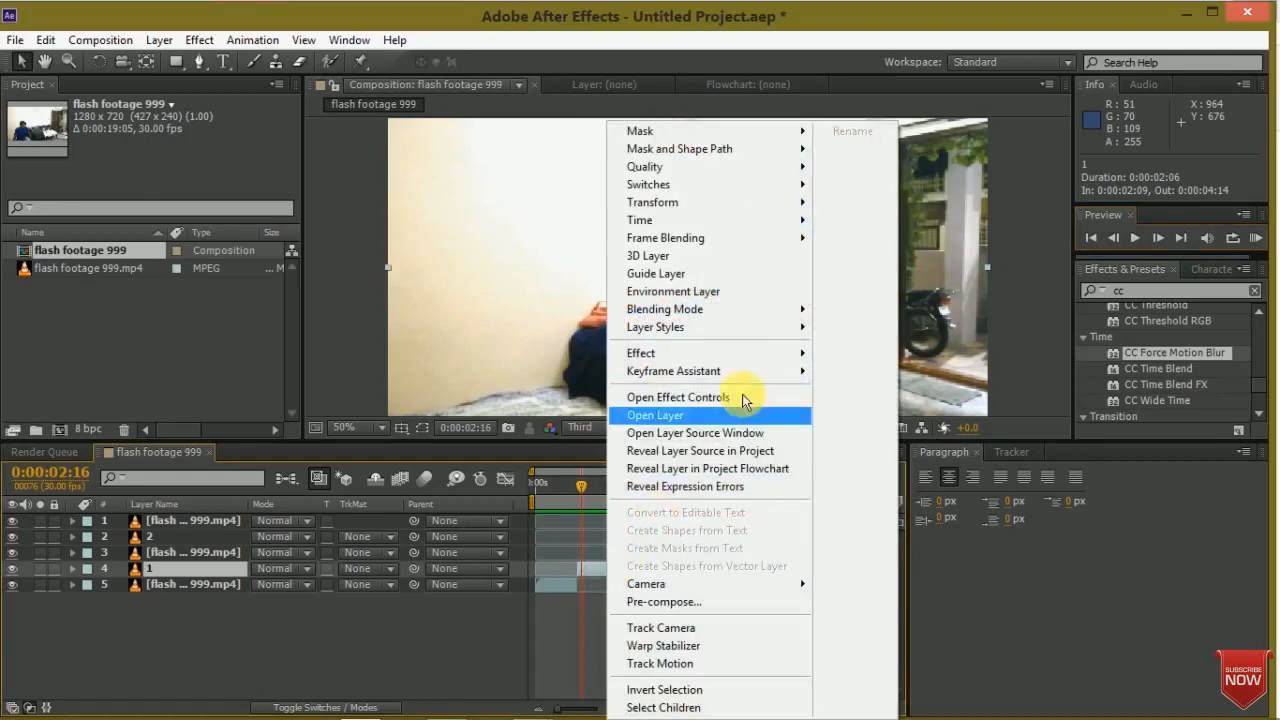 Ae
Adobe After Effects - Untitled Project.aep *
File Edit Composition Layer Effect Animation View Window Help
T
Workspace: Standard
Search Help
Project
Composition: flash footage 999
Layer: (none)
Flowchart: (none)
Info
Audio
flash footage 999
1280 x 720 (427 x 240) (1.00)
Δ 0:00:19:05, 30.00 fps
flash footage 999
R : 51
G : 70
B : 109
A : 255
X : 964
Y : 676
1
Duration: 0:00:02:06
In: 0:00:02:09, Out: 0:00:04:14
Preview
Effects & Presets
Characte
cc
CC Threshold
CC Threshold RGB
Time
CC Force Motion Blur
CC Time Blend
CC Time Blend FX
CC Wide Time
Transition
Name Type Size
flash footage 999 Composition
flash footage 999.mp4 MPEG ... M
8 bpc
Mask
Mask and Shape Path
Quality
Switches
Transform
Time
Frame Blending
3D Layer
Guide Layer
Environment Layer
Blending Mode
Layer Styles
Effect
Keyframe Assistant
Open Effect Controls
Open Layer
Open Layer Source Window
Reveal Layer Source in Project
Reveal Layer in Project Flowchart
Reveal Expression Errors
Convert to Editable Text
Create Shapes from Text
Create Masks from Text
Create Shapes from Vector Layer
Camera
Pre-compose...
Track Camera
Warp Stabilizer
Track Motion
Invert Selection
Select Children
Rename
50%
0:00:02:16
Third
+0.0
Render Queue
flash footage 999
0:00:02:16
00076 (30.00 fps)
:00s
# Layer Name Mode T TrkMat Parent
1 [flash ... 999.mp4] Normal None
2 2 Normal None None
3 [flash ... 999.mp4] Normal None None
4 1 Normal None None
5 [flash ... 999.mp4] Normal None None
Toggle Switches / Modes
Paragraph
Tracker
0 px 0 px 0 px
0 px 0 px
SUBSCRIBE
NOW